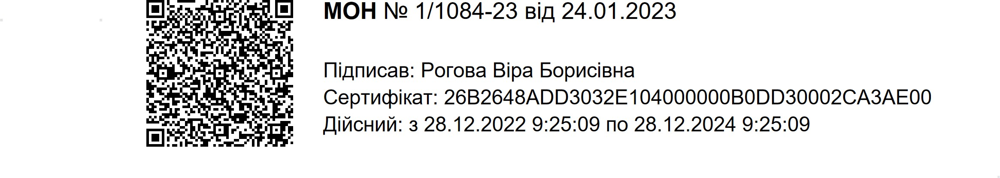 МОН № 1/1084-23 від 24.01.2023
Підписав: Рогова Віра Борисівна
Сертифікат: 26B2648ADD3032E104000000B0DD30002CA3AE00
Дійсний: з 28.12.2022 9:25:09 по 28.12.2024 9:25:09